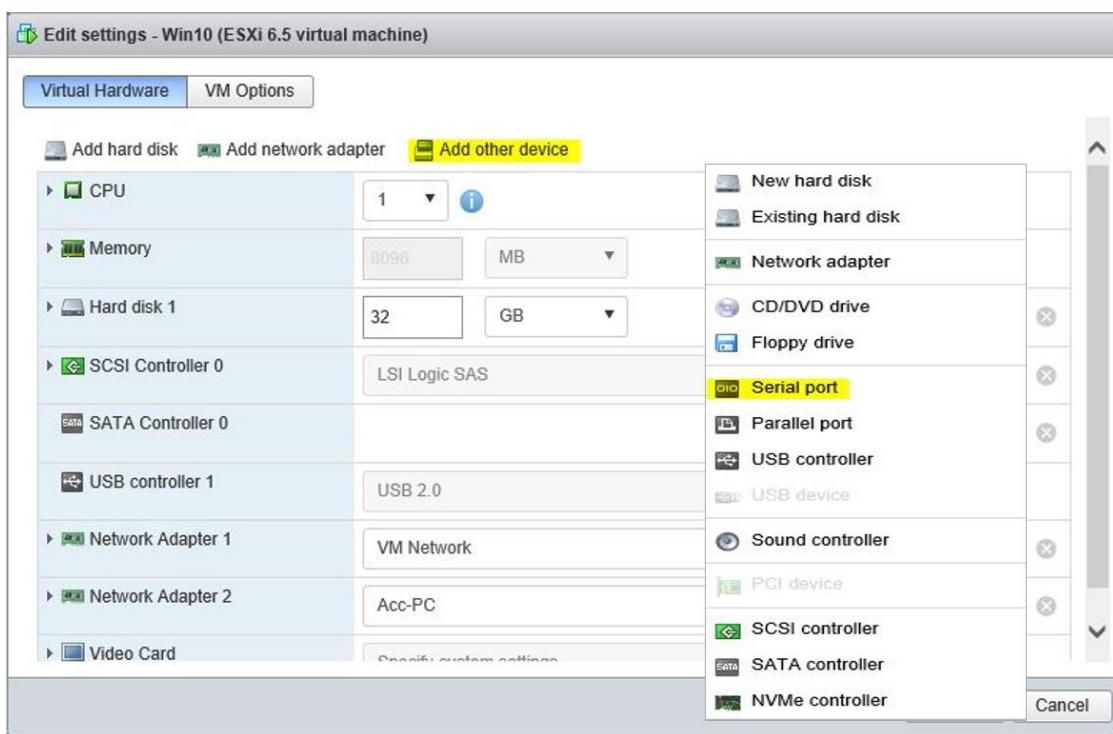 Edit settings - Win10 (ESXi 6.5 virtual machine)
Virtual Hardware VM Options
Add hard disk Add network adapter Add other device
CPU 1
Memory 8096 MB
Hard disk 1 32 GB
SCSI Controller 0 LSI Logic SAS
SATA Controller 0
USB controller 1 USB 2.0
Network Adapter 1 VM Network
Network Adapter 2 Acc-PC
Video Card Specify custom settings
New hard disk
Existing hard disk
Network adapter
CD/DVD drive
Floppy drive
Serial port
Parallel port
USB controller
USB device
Sound controller
PCI device
SCSI controller
SATA controller
NVMe controller
Cancel